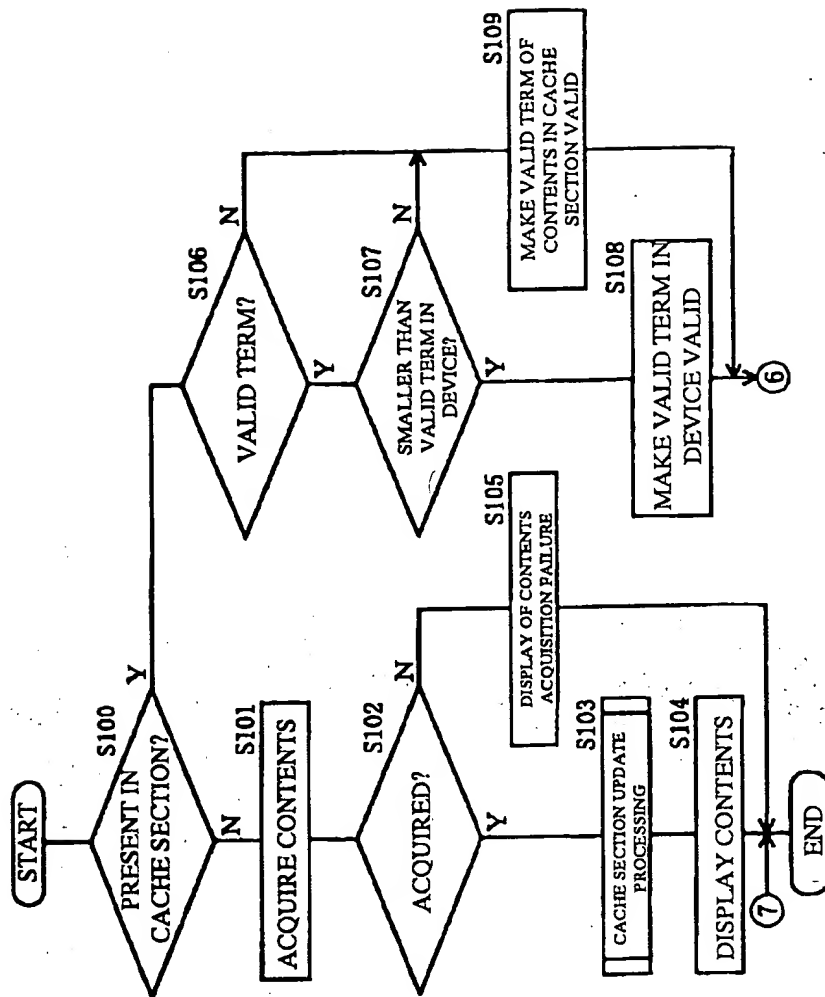 START
S100
PRESENT IN
CACHE SECTION?
Y
N
S101
ACQUIRE CONTENTS
S102
ACQUIRED?
N
Y
S103
CACHE SECTION UPDATE
PROCESSING
S104
DISPLAY CONTENTS
7
END
S105
DISPLAY OF CONTENTS
ACQUISITION FAILURE
S106
VALID TERM?
N
Y
S107
SMALLER THAN
VALID TERM IN
DEVICE?
N
Y
S108
MAKE VALID TERM IN
DEVICE VALID
S109
MAKE VALID TERM OF
CONTENTS IN CACHE
SECTION VALID
6